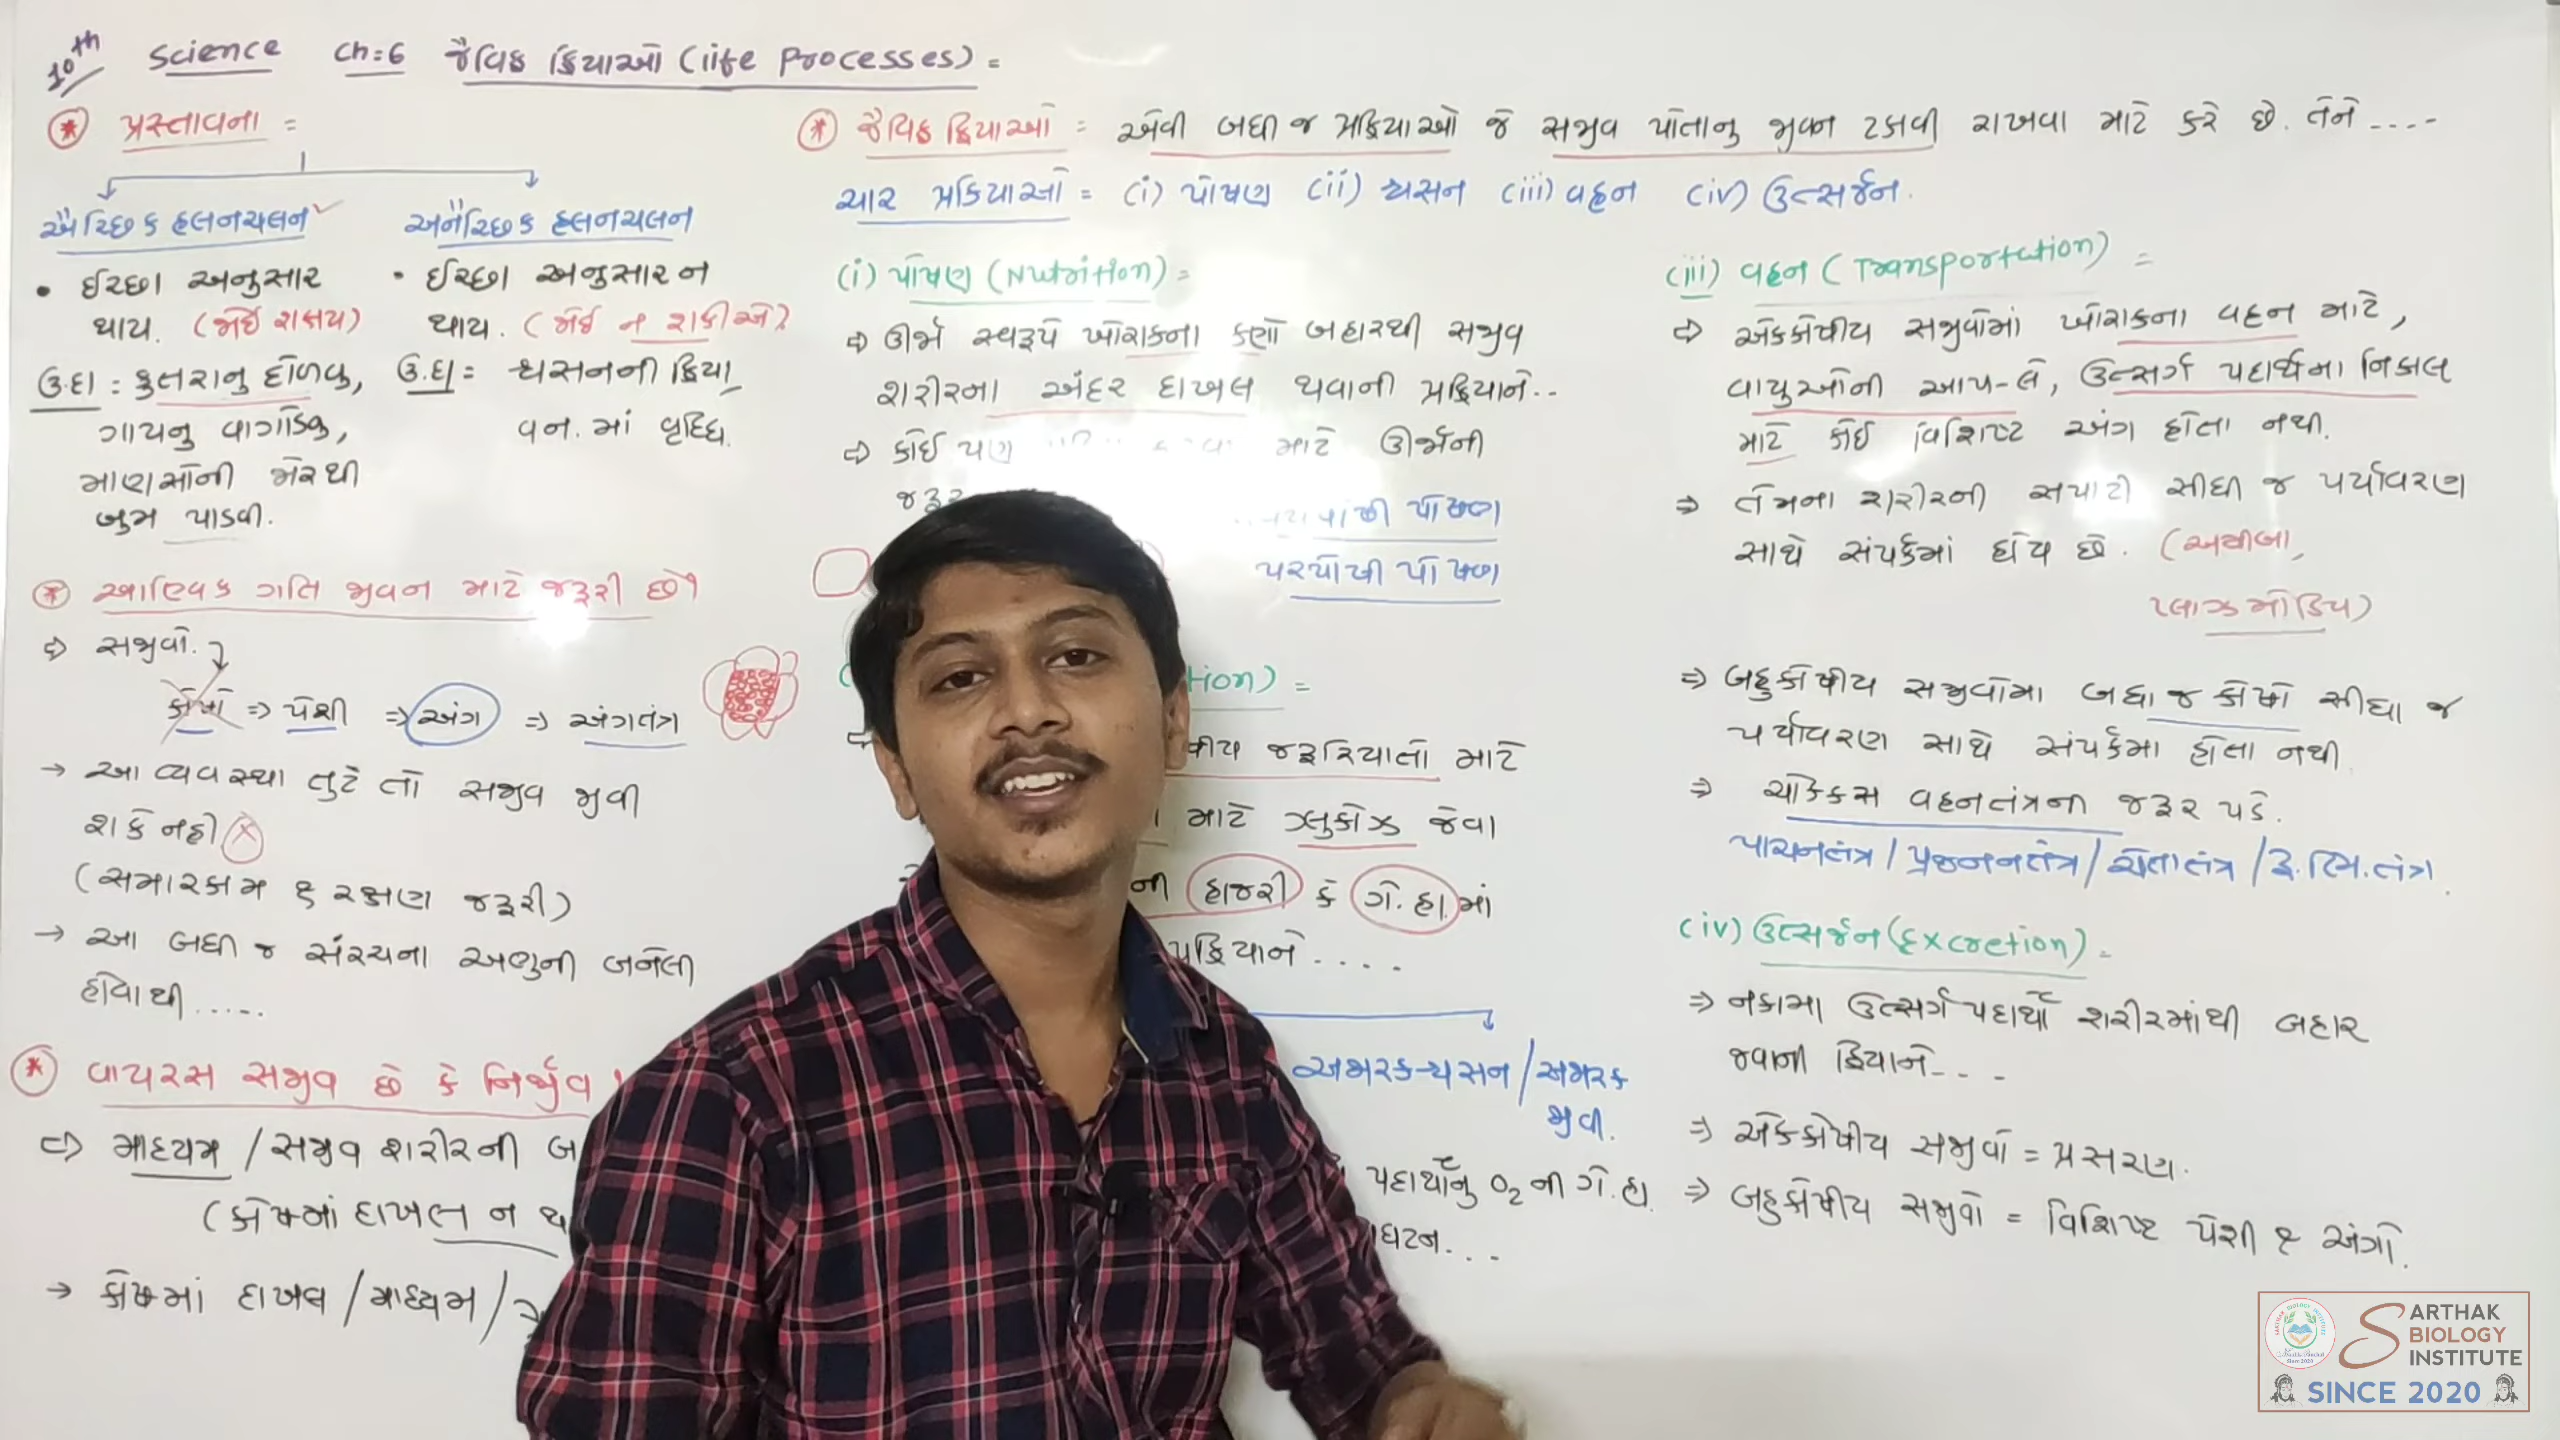 10th Science Ch:6 જૈવિક ક્રિયાઓ (Life Processes) =
* પ્રસ્તાવના =
ઐચ્છિક હલનચલન
• ઈચ્છા અનુસાર
થાય. (જોઈ શકાય)
ઉ.દા : કુતરાનુ દોળવુ,
ગાયનુ વાગોડવુ,
માણસોની જોરથી
બુમ પાડવી.
અનૈચ્છિક હલનચલન
• ઈચ્છા અનુસાર ન
થાય. (જોઈ ન શકીએ)
ઉ.દા = શ્વસનની ક્રિયા,
વન.માં વૃદ્ધિ.
* આણ્વિક ગતિ જીવન માટે જરૂરી છે?
⇒ સજીવો.
કોષો ⇒ પેશી ⇒ અંગ ⇒ અંગતંત્ર
→ આ વ્યવસ્થા તુટે તો સજીવ જીવી
શકે નહી X
(સમારકામ & રક્ષણ જરૂરી)
→ આ બધી જ સંરચના અણુની બનેલી
હોવાથી.....
* વાયરસ સજીવ છે કે નિર્જીવ
⇒ માધ્યમ / સજીવ શરીરની
(કોષમાં દાખલ ન
→ કોષમાં દાખલ / માધ્યમ /
* જૈવિક ક્રિયાઓ = એવી બધી જ પ્રક્રિયાઓ જે સજીવ પોતાનુ જીવન ટકાવી રાખવા માટે કરે છે. તેને ....
ચાર પ્રક્રિયાઓ = (i) પોષણ (ii) શ્વસન (iii) વહન (iv) ઉત્સર્જન.
(i) પોષણ (Nutrition) =
⇒ ઊર્જા સ્વરૂપે ખોરાકના કણો બહારથી સજીવ
શરીરના અંદર દાખલ થવાની પ્રક્રિયાને..
⇒ કોઈ પણ માટે ઊર્જાની
જરૂર
પોષણ
પરપોષી પોષણ
tion) =
જરૂરિયાતો માટે
માટે ગ્લુકોઝ જેવા
ની હાજરી કે ગે.હા.માં
પ્રક્રિયાને ....
અજારક શ્વસન / અજારક
જીવી.
પદાર્થોનુ O2 ની ગે.હા.
ઘટન...
(iii) વહન (Transportation) =
⇒ એકકોષીય સજીવોમાં ખોરાકના વહન માટે,
વાયુઓની આપ-લે, ઉત્સર્ગ પદાર્થના નિકાલ
માટે કોઈ વિશિષ્ટ અંગ હોતા નથી.
⇒ તેમના શરીરની સપાટી સીધી જ પર્યાવરણ
સાથે સંપર્કમાં હોય છે. (અમીબા,
પ્લાઝમોડિય)
⇒ બહુકોષીય સજીવોમા બધા જ કોષો સીધા જ
પર્યાવરણ સાથે સંપર્કમા હોતા નથી.
⇒ ચોક્કસ વહનતંત્રની જરૂર પડે.
પાચનતંત્ર / પ્રજનનતંત્ર / ચેતાતંત્ર / રૂ.ભિ.તંત્ર.
(iv) ઉત્સર્જન (Excretion) =
⇒ નકામા ઉત્સર્ગ પદાર્થો શરીરમાંથી બહાર
જવાની ક્રિયાને...
⇒ એકકોષીય સજીવો = પ્રસરણ.
⇒ બહુકોષીય સજીવો = વિશિષ્ટ પેશી & અંગો.
SARTHAK
BIOLOGY
INSTITUTE
SINCE 2020